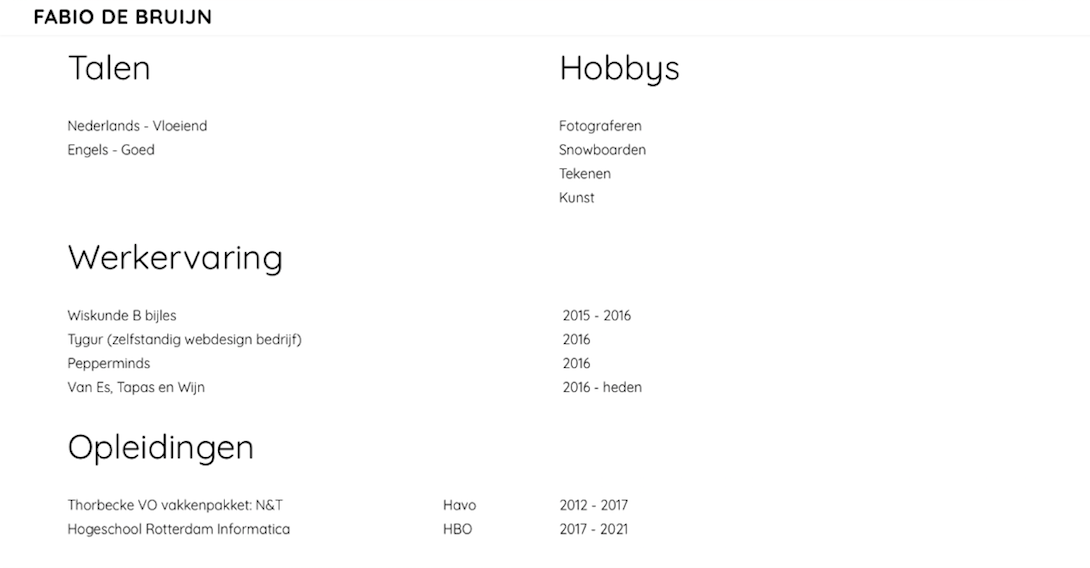 FABIO DE BRUIJN
Talen
Nederlands - Vloeiend
Engels - Goed
Hobbys
Fotograferen
Snowboarden
Tekenen
Kunst
Werkervaring
Wiskunde B bijles 2015 - 2016
Tygur (zelfstandig webdesign bedrijf) 2016
Pepperminds 2016
Van Es, Tapas en Wijn 2016 - heden
Opleidingen
Thorbecke VO vakkenpakket: N&T Havo 2012 - 2017
Hogeschool Rotterdam Informatica HBO 2017 - 2021